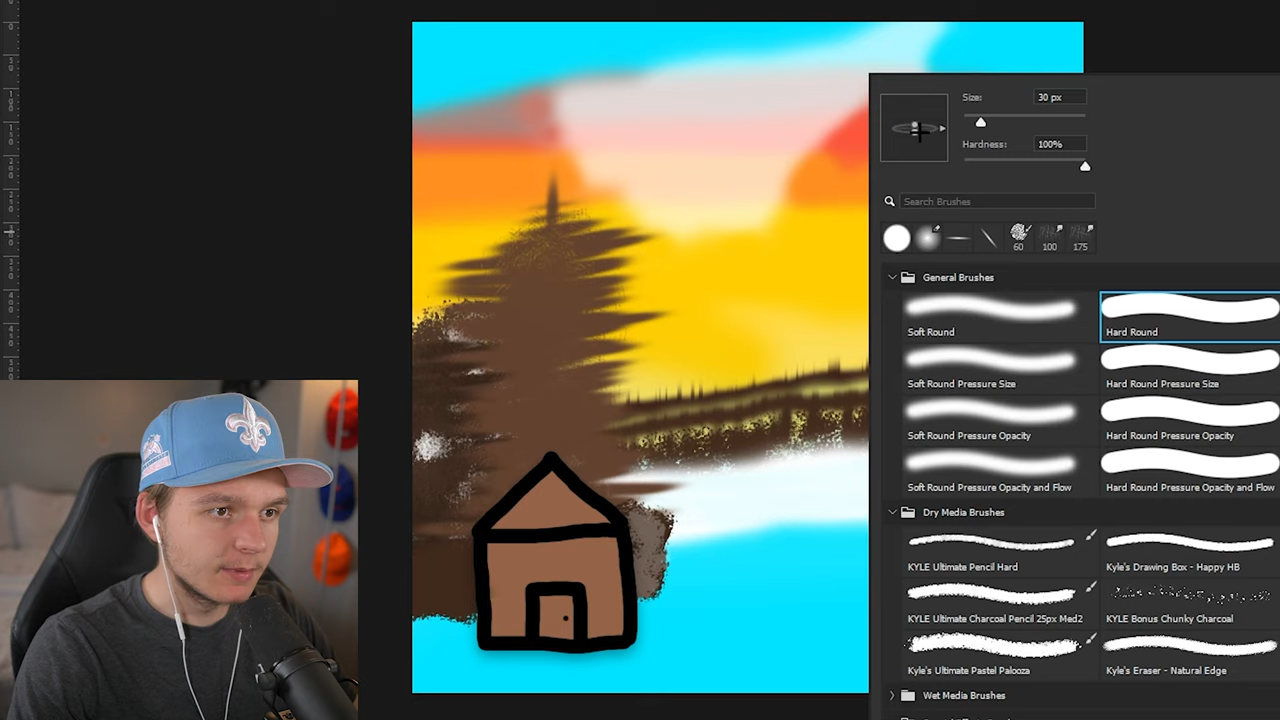 Size:
30 px
Hardness:
100%
Search Brushes
60
100
175
General Brushes
Soft Round
Hard Round
Soft Round Pressure Size
Hard Round Pressure Size
Soft Round Pressure Opacity
Hard Round Pressure Opacity
Soft Round Pressure Opacity and Flow
Hard Round Pressure Opacity and Flow
Dry Media Brushes
KYLE Ultimate Pencil Hard
Kyle's Drawing Box - Happy HB
KYLE Ultimate Charcoal Pencil 25px Med2
KYLE Bonus Chunky Charcoal
Kyle's Ultimate Pastel Palooza
Kyle's Eraser - Natural Edge
Wet Media Brushes